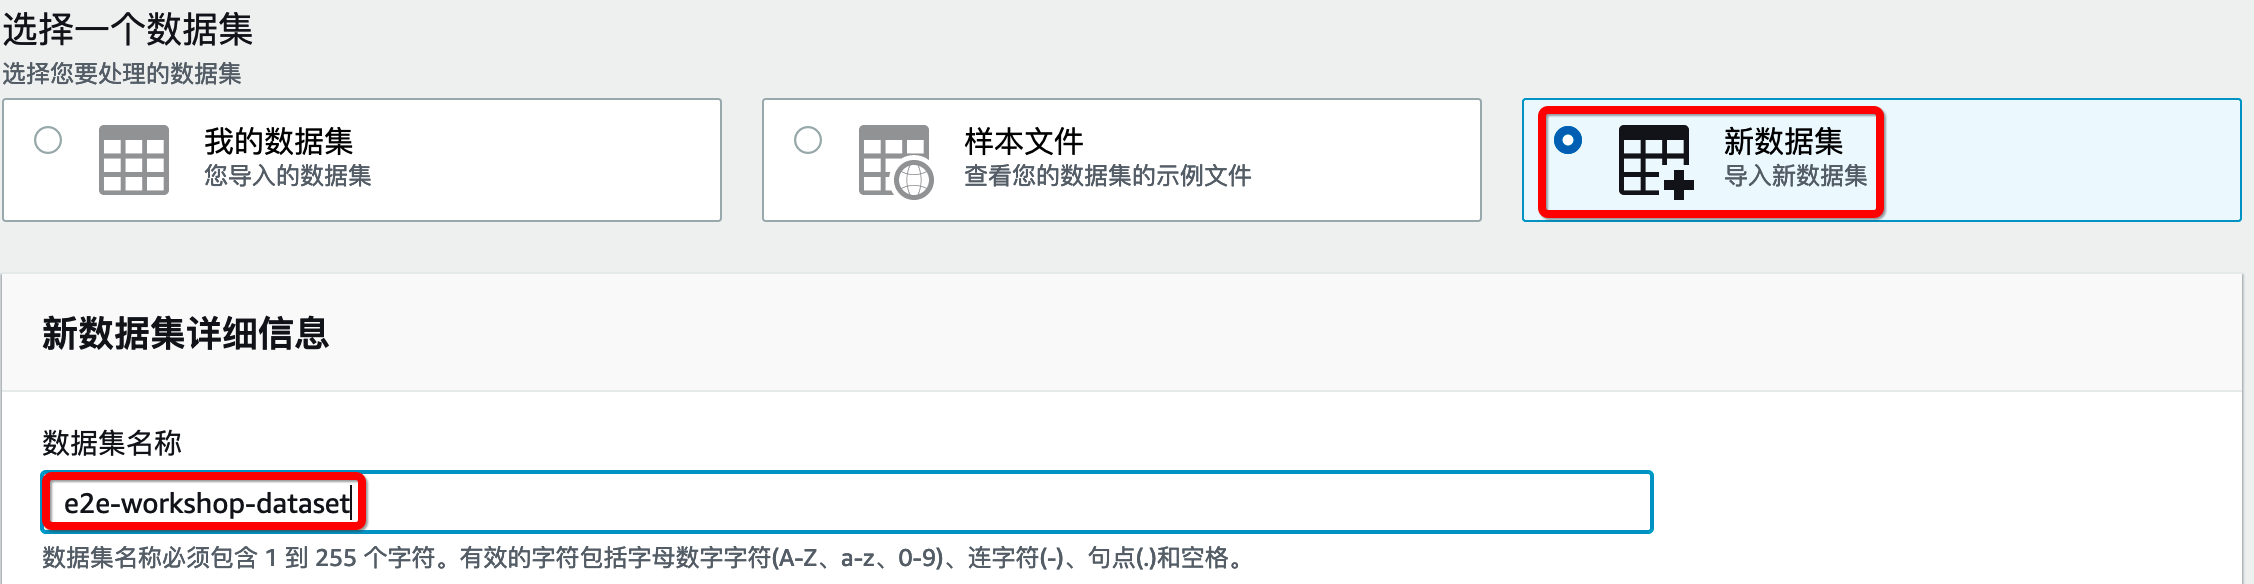 选择一个数据集
选择您要处理的数据集
我的数据集
您导入的数据集
样本文件
查看您的数据集的示例文件
新数据集
导入新数据集
新数据集详细信息
数据集名称
e2e-workshop-dataset
数据集名称必须包含 1 到 255 个字符。有效的字符包括字母数字字符(A-Z、a-z、0-9)、连字符(-)、句点(.)和空格。